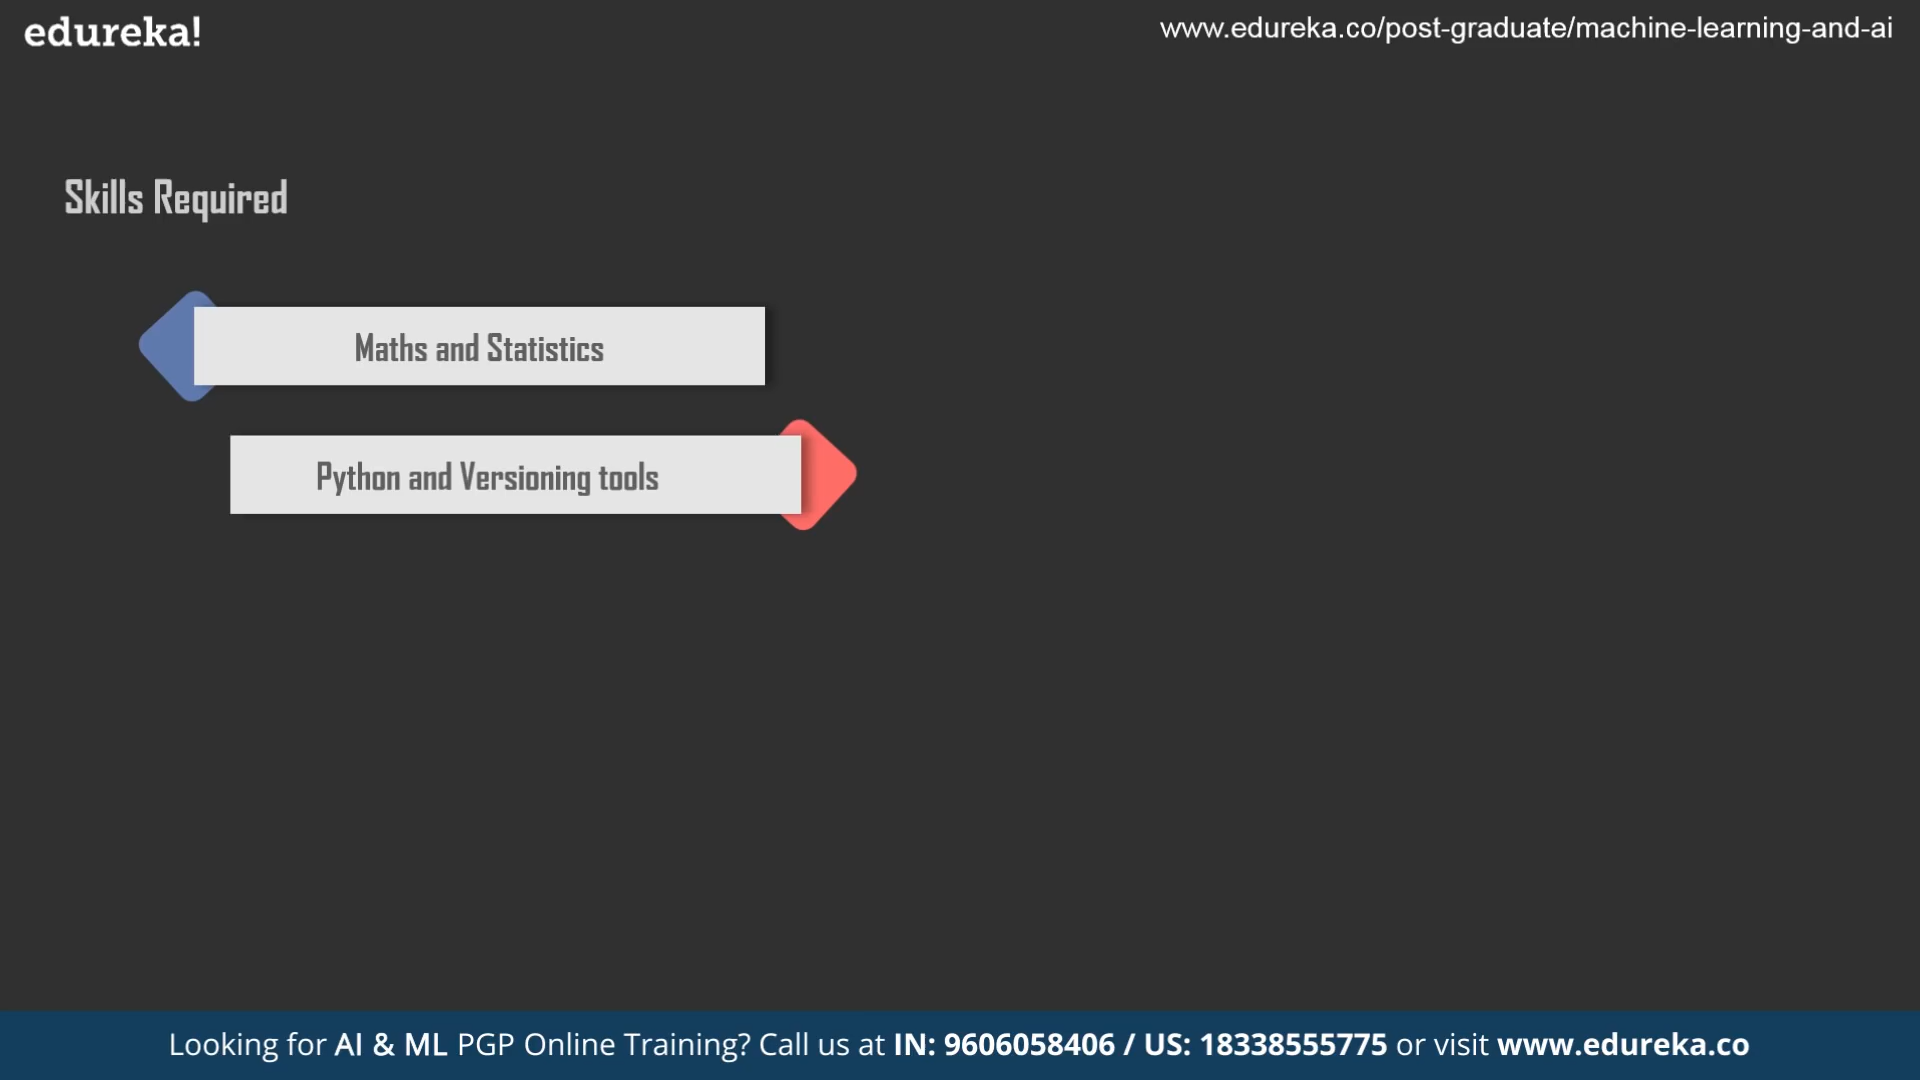 edureka!
www.edureka.co/post-graduate/machine-learning-and-ai
Skills Required
Maths and Statistics
Python and Versioning tools
Looking for AI & ML PGP Online Training? Call us at IN: 9606058406 / US: 18338555775 or visit www.edureka.co